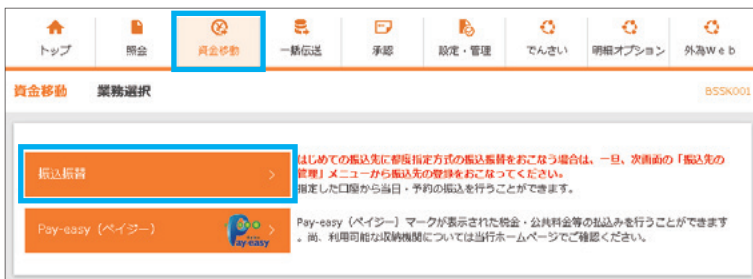 トップ
照会
資金移動
一括伝送
承認
設定・管理
でんさい
明細オプション
外為Web
資金移動 業務選択
BSSK001
振込振替
はじめての振込先に都度指定方式の振込振替をおこなう場合は、一旦、次画面の「振込先の
管理」メニューから振込先の登録をおこなってください。
指定した口座から当日・予約の振込を行うことができます。
Pay-easy（ペイジー）
Pay-easy
Pay-easy（ペイジー）マークが表示された税金・公共料金等の払込みを行うことができます
。尚、利用可能な収納機関については当行ホームページでご確認ください。